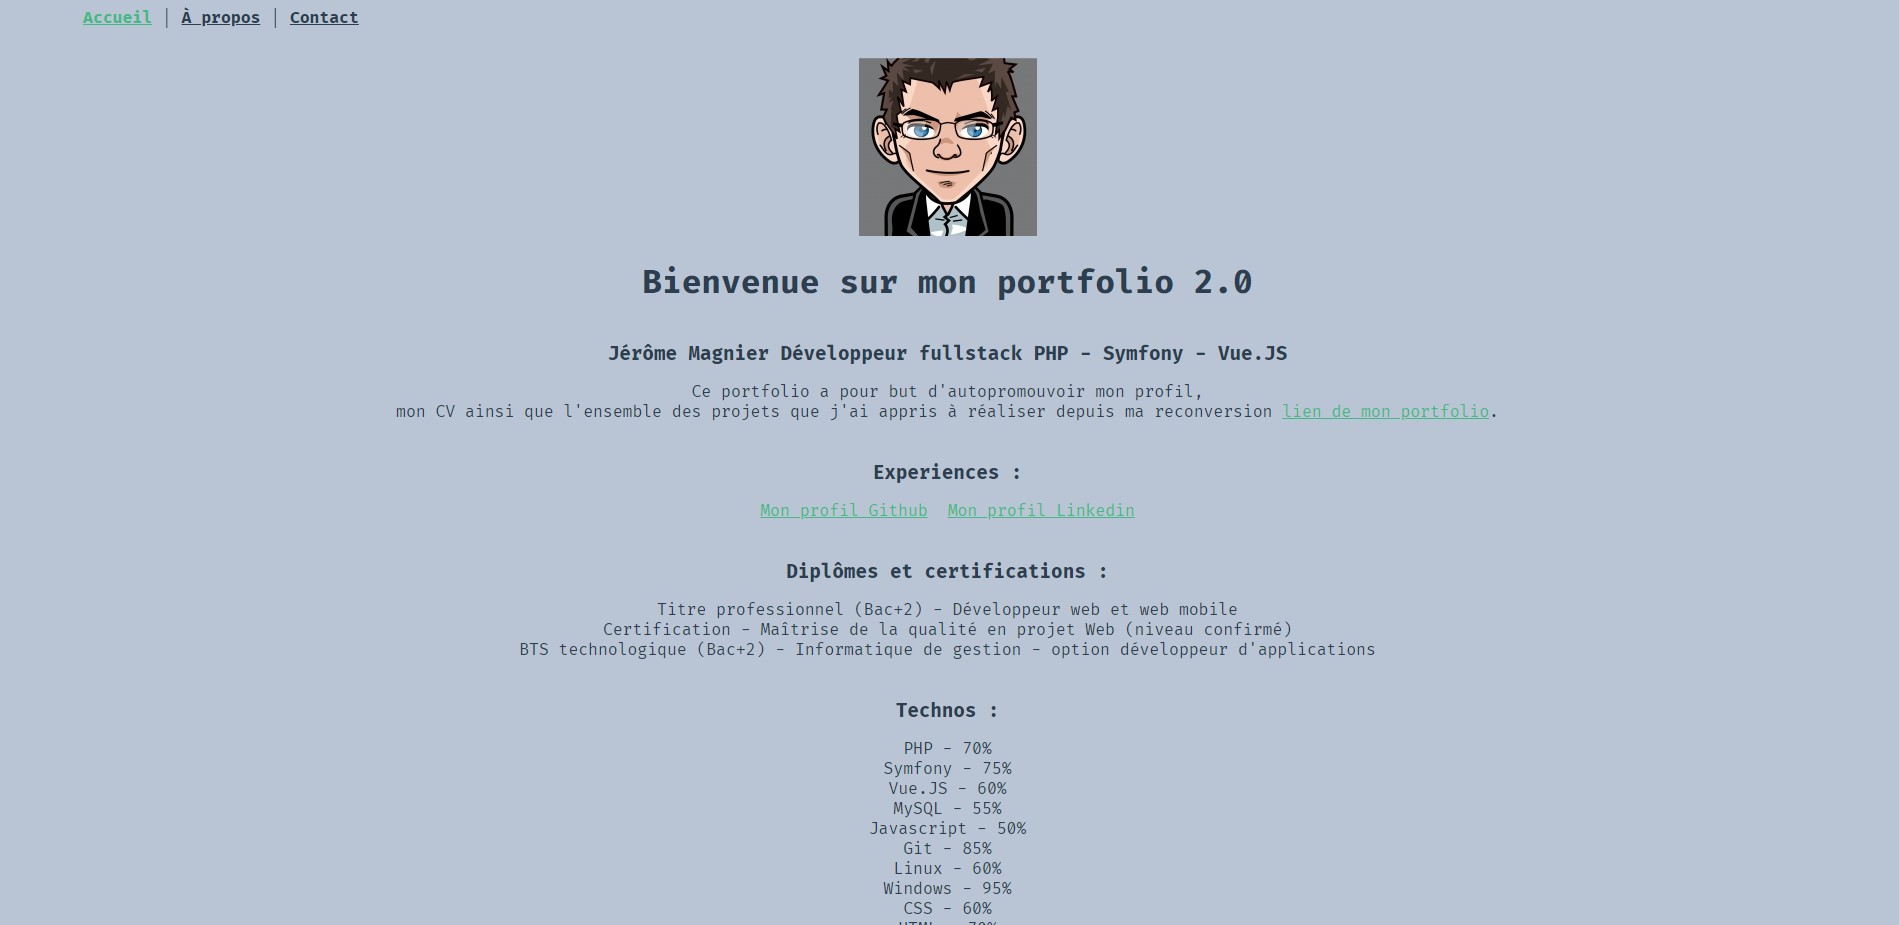 Accueil | À propos | Contact
Bienvenue sur mon portfolio 2.0
Jérôme Magnier Développeur fullstack PHP - Symfony - Vue.JS
Ce portfolio a pour but d'autopromouvoir mon profil,
mon CV ainsi que l'ensemble des projets que j'ai appris à réaliser depuis ma reconversion lien de mon portfolio.
Experiences :
Mon profil Github Mon profil Linkedin
Diplômes et certifications :
Titre professionnel (Bac+2) - Développeur web et web mobile
Certification - Maîtrise de la qualité en projet Web (niveau confirmé)
BTS technologique (Bac+2) - Informatique de gestion - option développeur d'applications
Technos :
PHP - 70%
Symfony - 75%
Vue.JS - 60%
MySQL - 55%
Javascript - 50%
Git - 85%
Linux - 60%
Windows - 95%
CSS - 60%